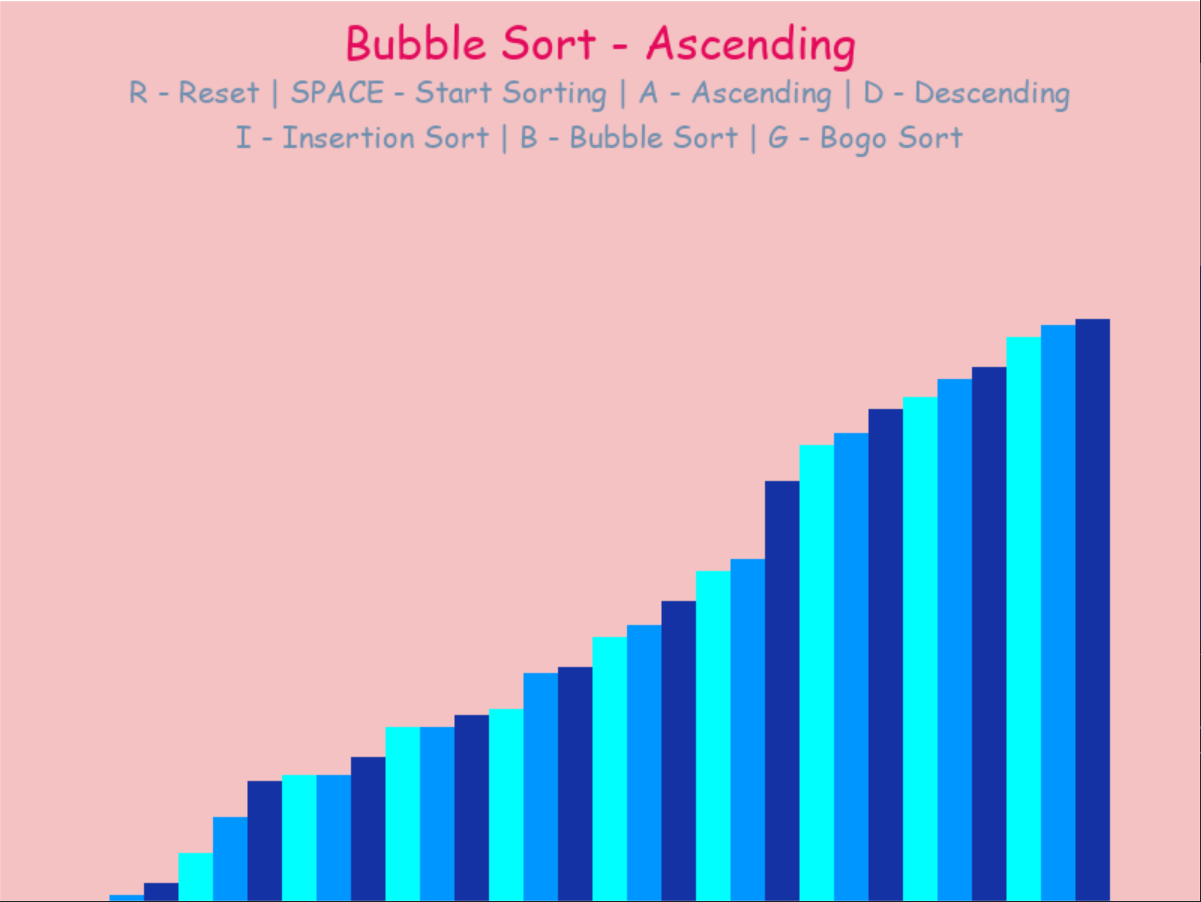 Bubble Sort - Ascending
R - Reset | SPACE - Start Sorting | A - Ascending | D - Descending
I - Insertion Sort | B - Bubble Sort | G - Bogo Sort